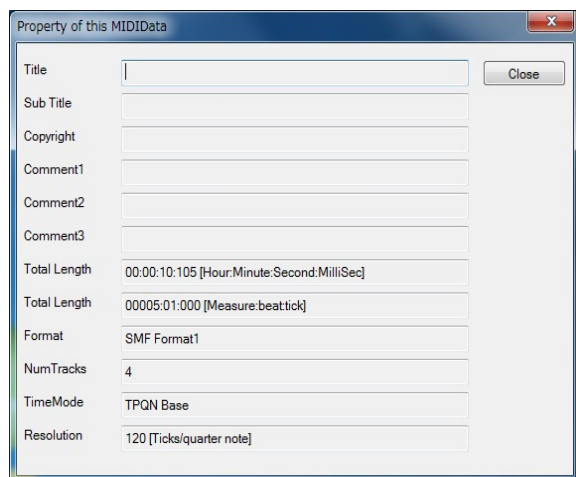 Property of this MIDIData
Title
Close
Sub Title
Copyright
Comment1
Comment2
Comment3
Total Length 00:00:10:105 [Hour:Minute:Second:MilliSec]
Total Length 00005:01:000 [Measure:beat:tick]
Format SMF Format1
NumTracks 4
TimeMode TPQN Base
Resolution 120 [Ticks/quarter note]